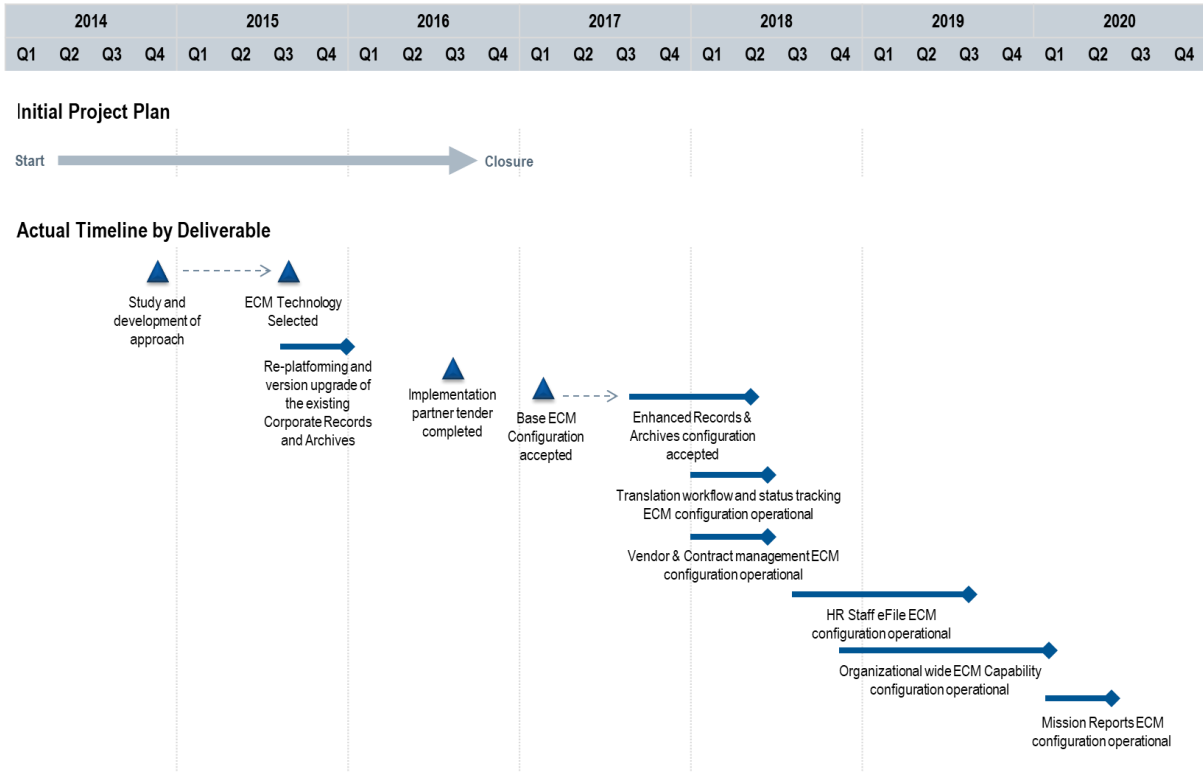 2014 2015 2016 2017 2018 2019 2020
Q1 Q2 Q3 Q4 Q1 Q2 Q3 Q4 Q1 Q2 Q3 Q4 Q1 Q2 Q3 Q4 Q1 Q2 Q3 Q4 Q1 Q2 Q3 Q4 Q1 Q2 Q3 Q4
Initial Project Plan
Start
Closure
Actual Timeline by Deliverable
Study and
development of
approach
ECM Technology
Selected
Re-platforming and
version upgrade of
the existing
Corporate Records
and Archives
Implementation
partner tender
completed
Base ECM
Configuration
accepted
Enhanced Records &
Archives configuration
accepted
Translation workflow and status tracking
ECM configuration operational
Vendor & Contract management ECM
configuration operational
HR Staff eFile ECM
configuration operational
Organizational wide ECM Capability
configuration operational
Mission Reports ECM
configuration operational